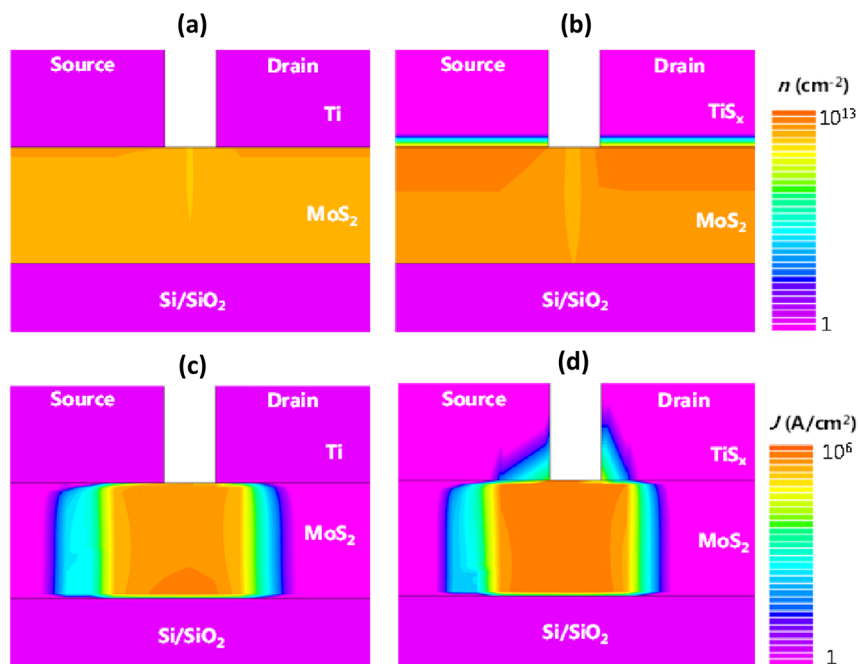 (a)
(b)
Source
Drain
Ti
MoS₂
Si/SiO₂
Source
Drain
TiSₓ
MoS₂
Si/SiO₂
n (cm⁻²)
10¹³
1
(c)
(d)
Source
Drain
Ti
MoS₂
Si/SiO₂
Source
Drain
TiSₓ
MoS₂
Si/SiO₂
J (A/cm²)
10⁶
1